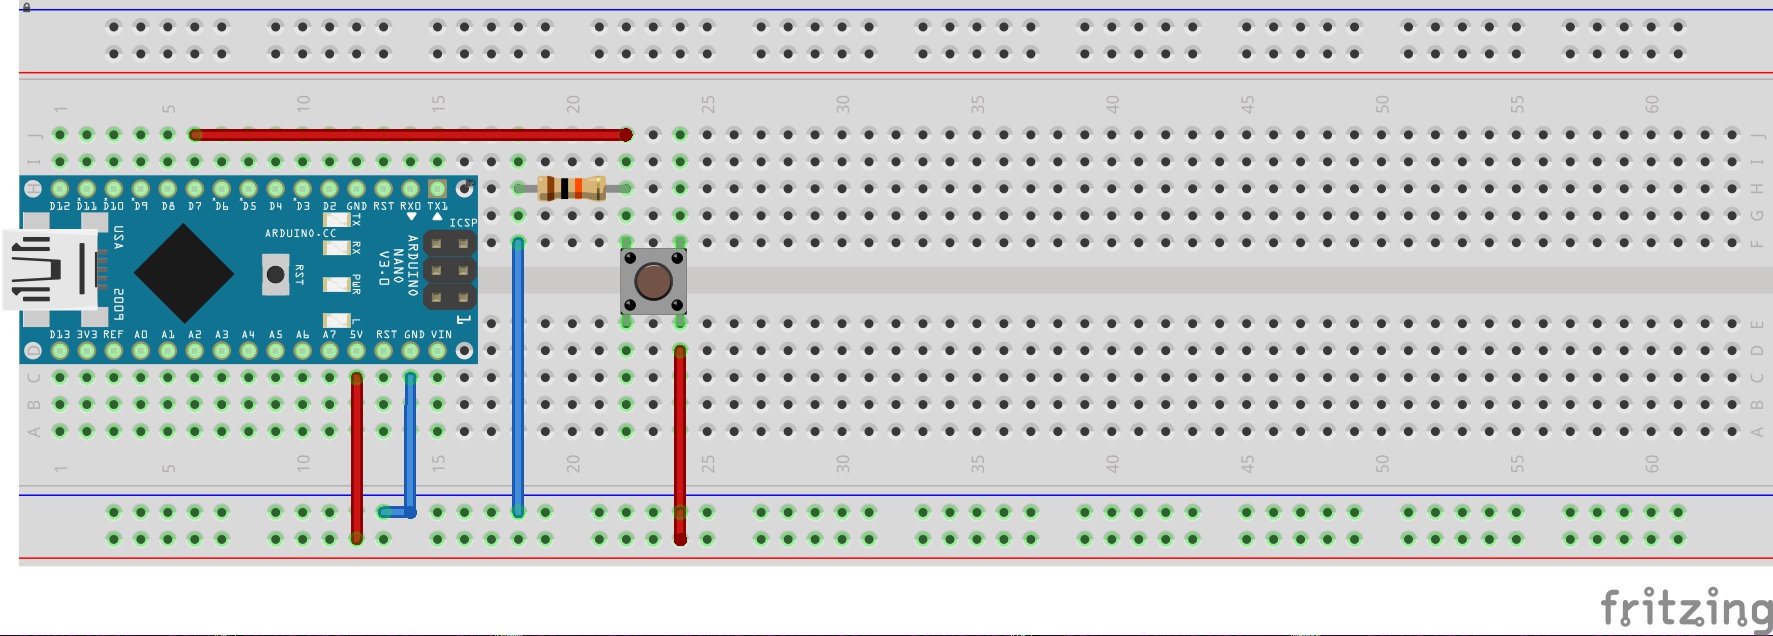 1 5 10 15 20 25 30 35 40 45 50 55 60
J J
I I
H H
D12 D11 D10 D9 D8 D7 D6 D5 D4 D3 D2 GND RST RX0 TX1
G
ICSP
ARDUINO.CC
TX
RX
PWR
L
USA
2009
RST
ARDUINO
NANO
V3.0
1
F
E
D13 3V3 REF A0 A1 A2 A3 A4 A5 A6 A7 5V RST GND VIN
D D
C C
B B
A A
1 5 10 15 20 25 30 35 40 45 50 55 60
fritzing